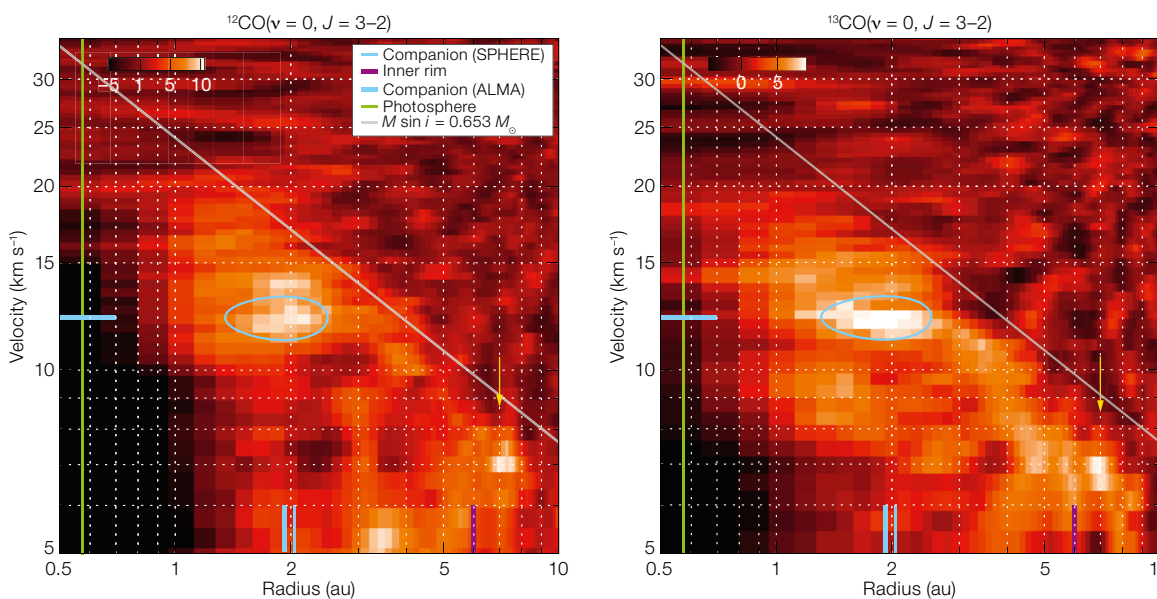 ¹²CO(ν = 0, J = 3–2)
30
25
20
15
10
5
Velocity (km s⁻¹)
–5 1 5 10
Companion (SPHERE)
Inner rim
Companion (ALMA)
Photosphere
M sin i = 0.653 M☉
0.5 1 2 5 10
Radius (au)
¹³CO(ν = 0, J = 3–2)
30
25
20
15
10
5
Velocity (km s⁻¹)
0 5
0.5 1 2 5 1
Radius (au)